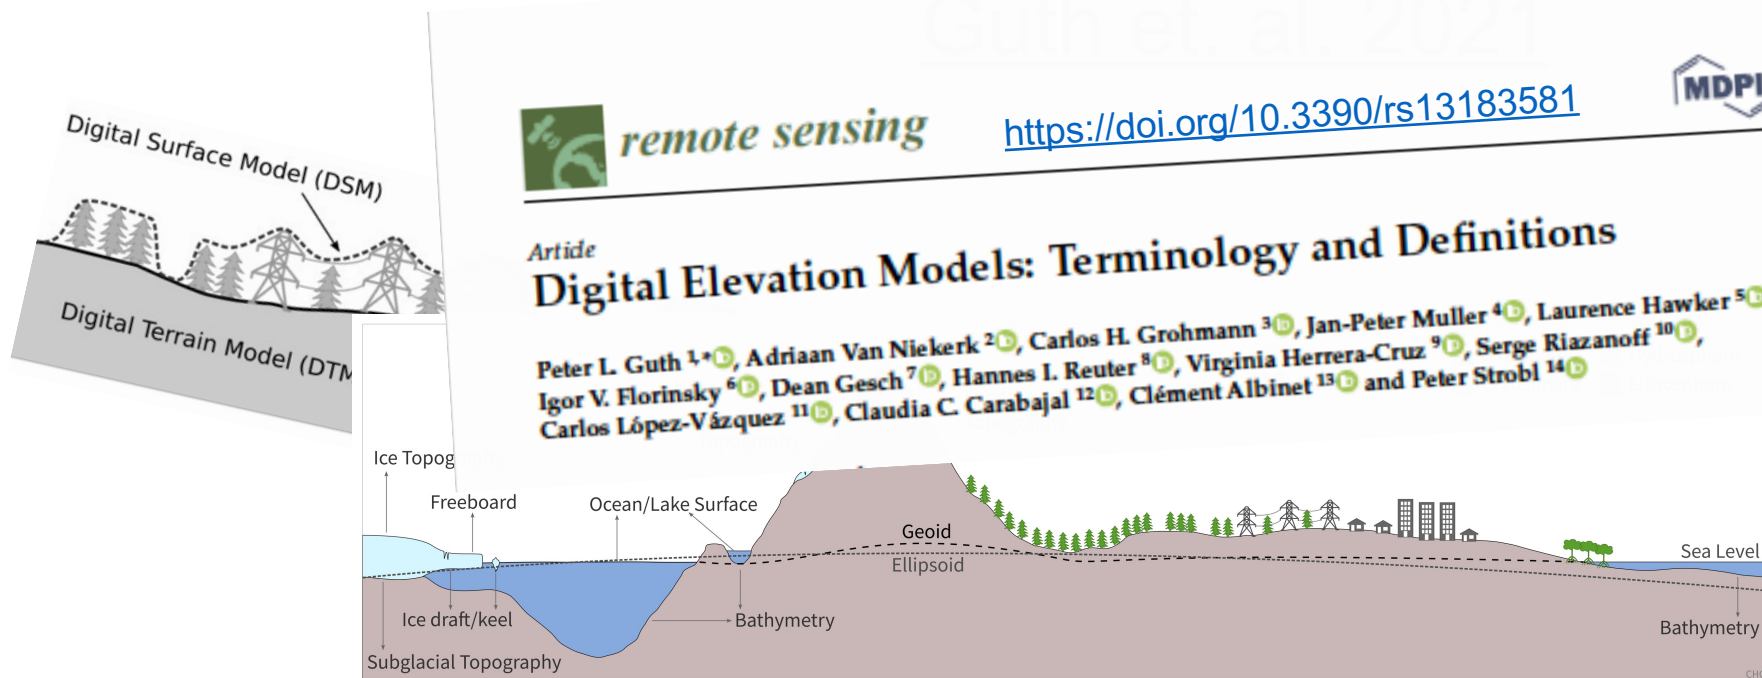 Guth et. al. 2021
MDPI
remote sensing
https://doi.org/10.3390/rs13183581
Digital Surface Model (DSM)
Digital Terrain Model (DTM
Article
Digital Elevation Models: Terminology and Definitions
Peter L. Guth 1,*, Adriaan Van Niekerk 2, Carlos H. Grohmann 3, Jan-Peter Muller 4, Laurence Hawker 5,
Igor V. Florinsky 6, Dean Gesch 7, Hannes I. Reuter 8, Virginia Herrera-Cruz 9, Serge Riazanoff 10,
Carlos López-Vázquez 11, Claudia C. Carabajal 12, Clément Albinet 13 and Peter Strobl 14
Ice Topog
Freeboard
Ocean/Lake Surface
Geoid
Ellipsoid
Sea Level
Ice draft/keel
Bathymetry
Bathymetry
Subglacial Topography